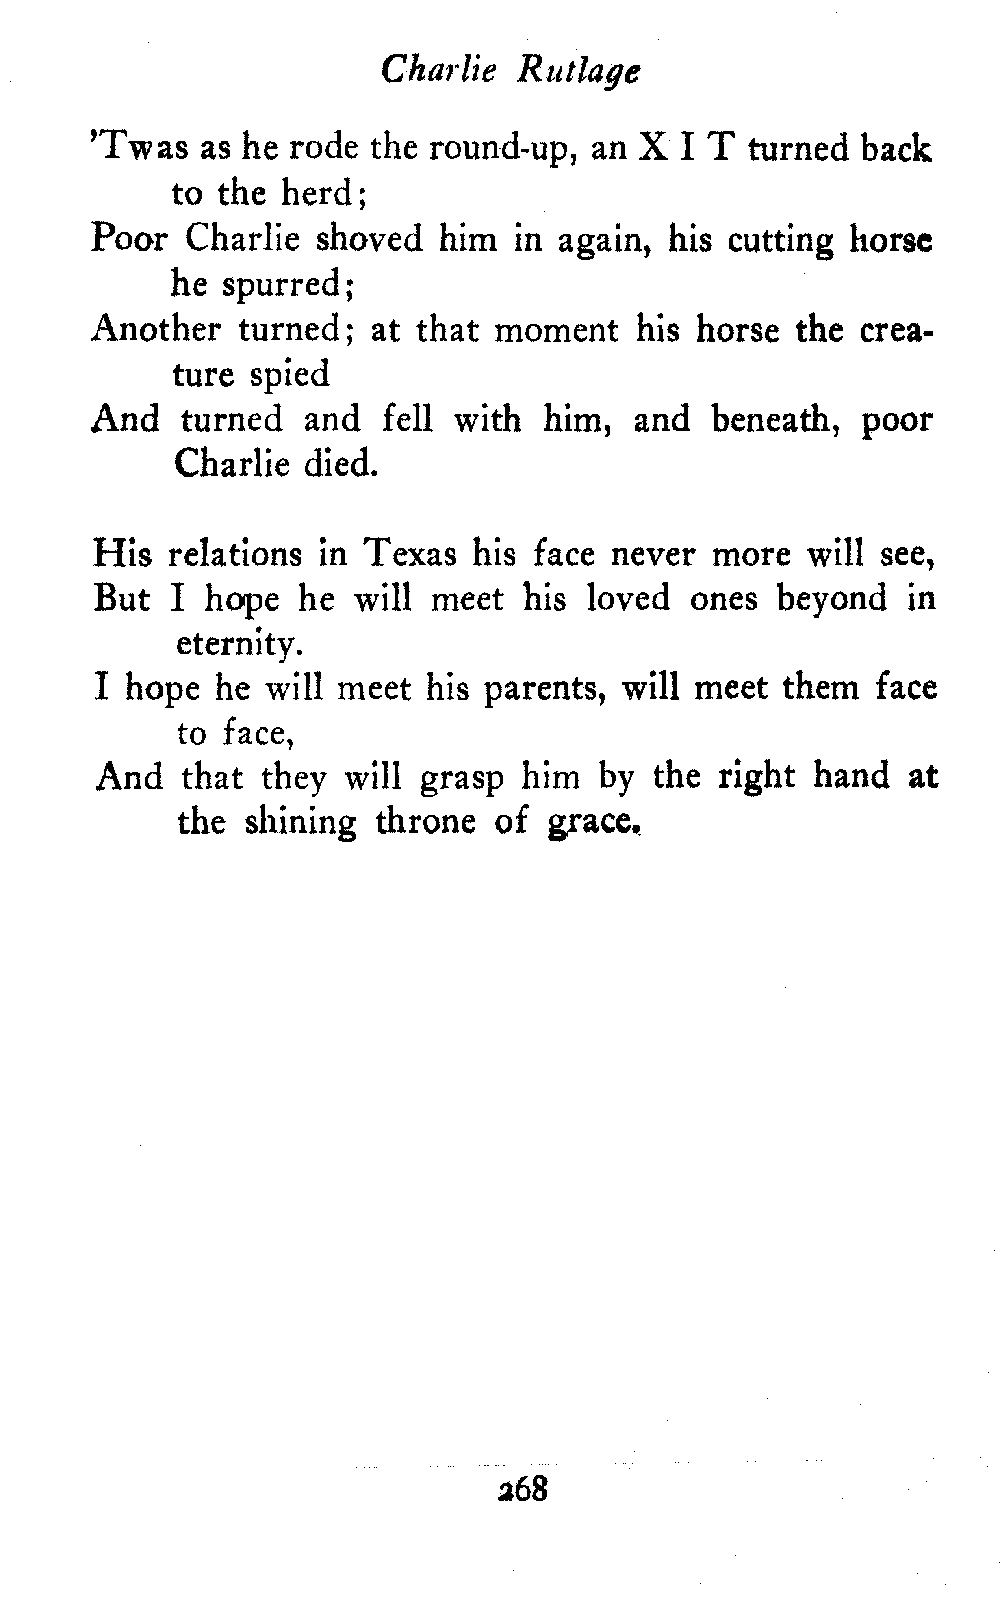 Charlie Rutlage
'Twas as he rode the round-up, an X I T turned back
to the herd;
Poor Charlie shoved him in again, his cutting horse
he spurred;
Another turned; at that moment his horse the crea-
ture spied
And turned and fell with him, and beneath, poor
Charlie died.
His relations in Texas his face never more will see,
But I hope he will meet his loved ones beyond in
eternity.
I hope he will meet his parents, will meet them face
to face,
And that they will grasp him by the right hand at
the shining throne of grace.
268